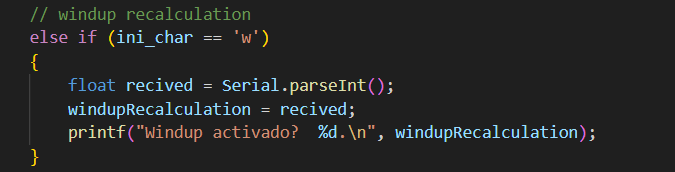 // windup recalculation
else if (ini_char == 'w')
{
float recived = Serial.parseInt();
windupRecalculation = recived;
printf("Windup activado?  %d.\n", windupRecalculation);
}